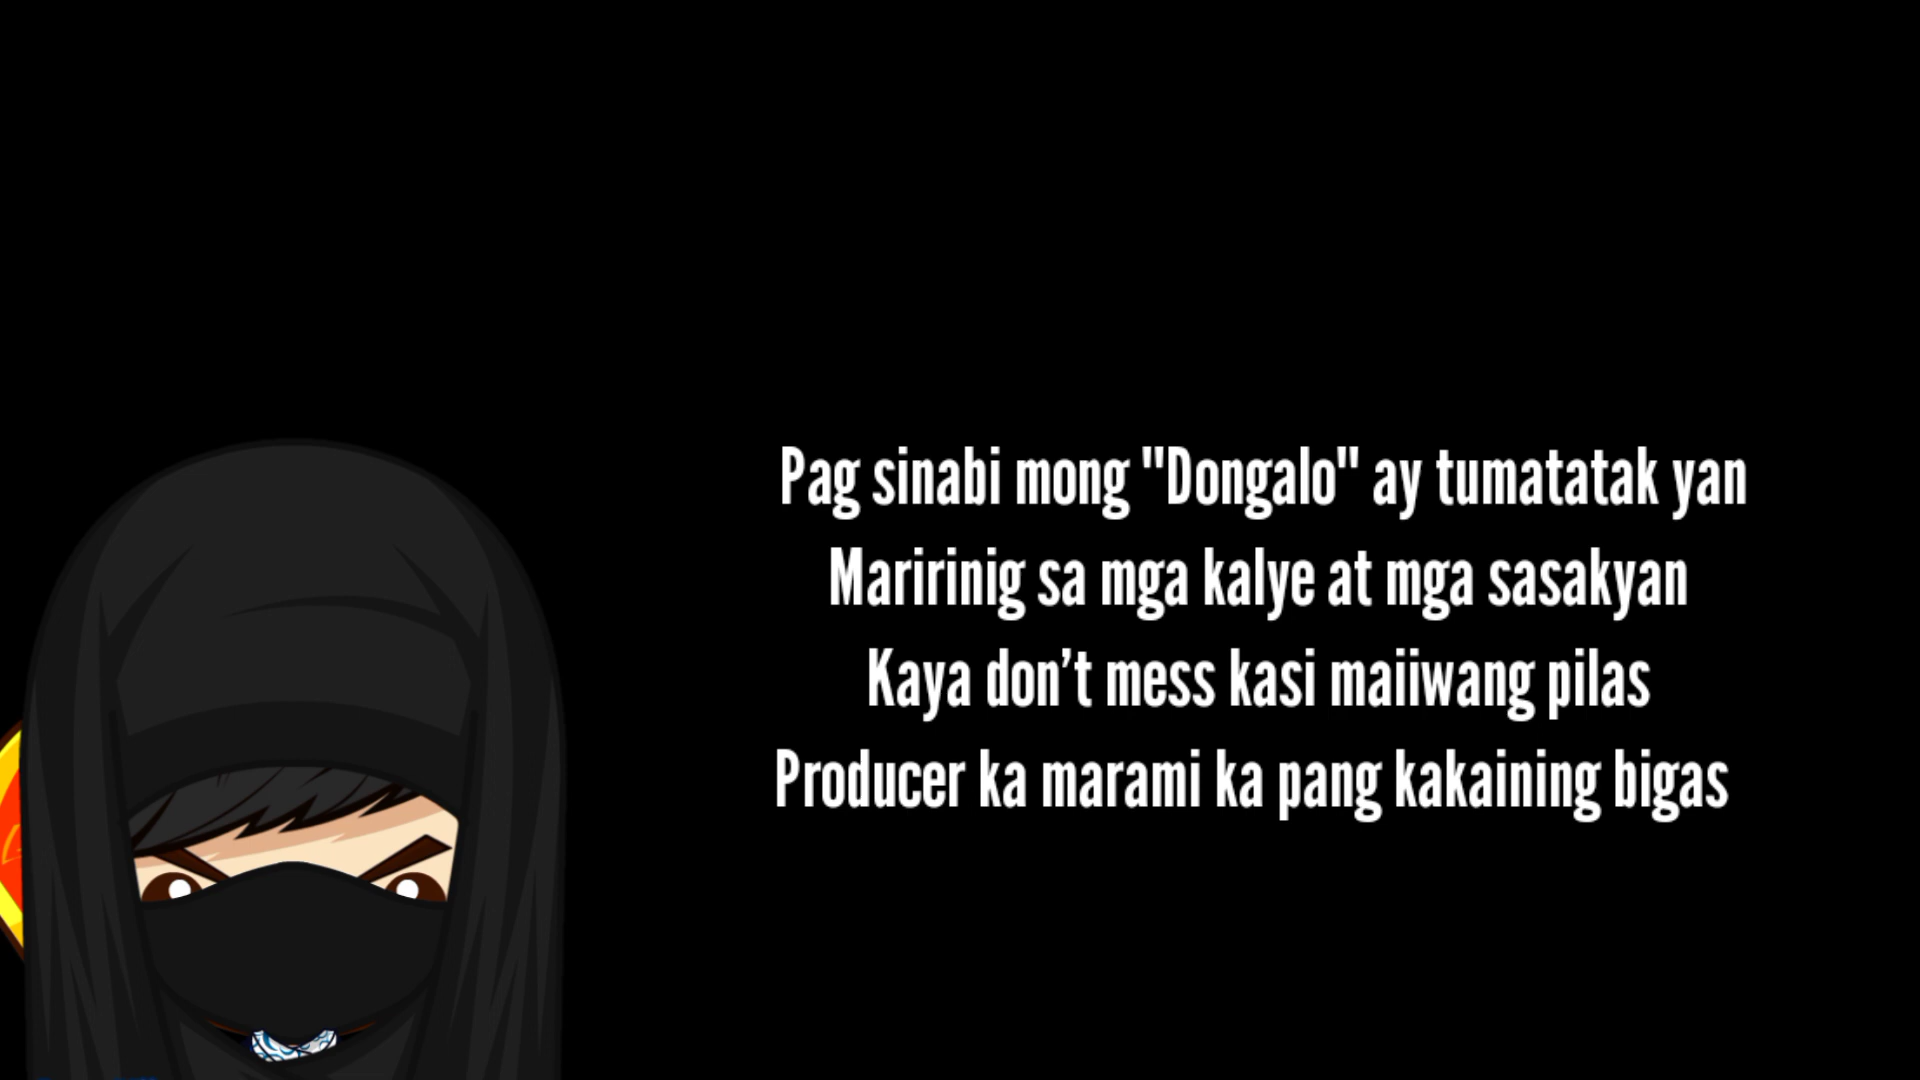 Pag sinabi mong "Dongalo" ay tumatatak yan
Maririnig sa mga kalye at mga sasakyan
Kaya don’t mess kasi maiiwang pilas
Producer ka marami ka pang kakaining bigas